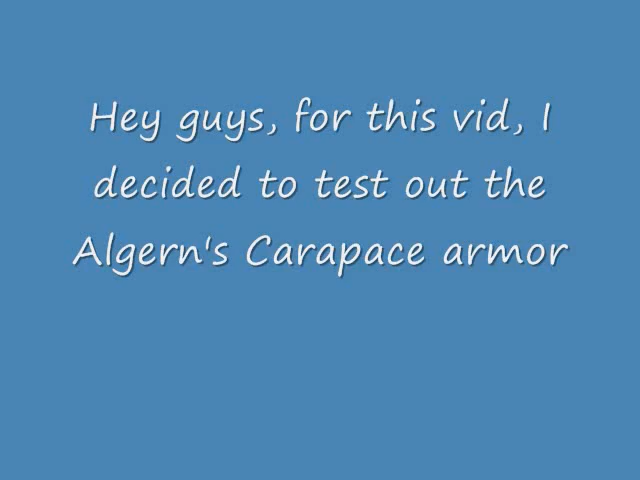 Hey guys, for this vid, I
decided to test out the
Algern's Carapace armor